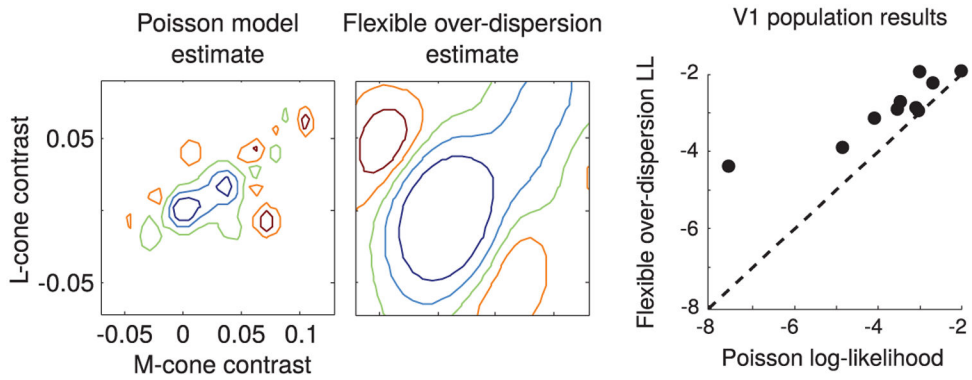 Poisson model
estimate
Flexible over-dispersion
estimate
L-cone contrast
0.05
-0.05
-0.05 0 0.05 0.1
M-cone contrast
V1 population results
Flexible over-dispersion LL
-2
-4
-6
-8
-8 -6 -4 -2
Poisson log-likelihood